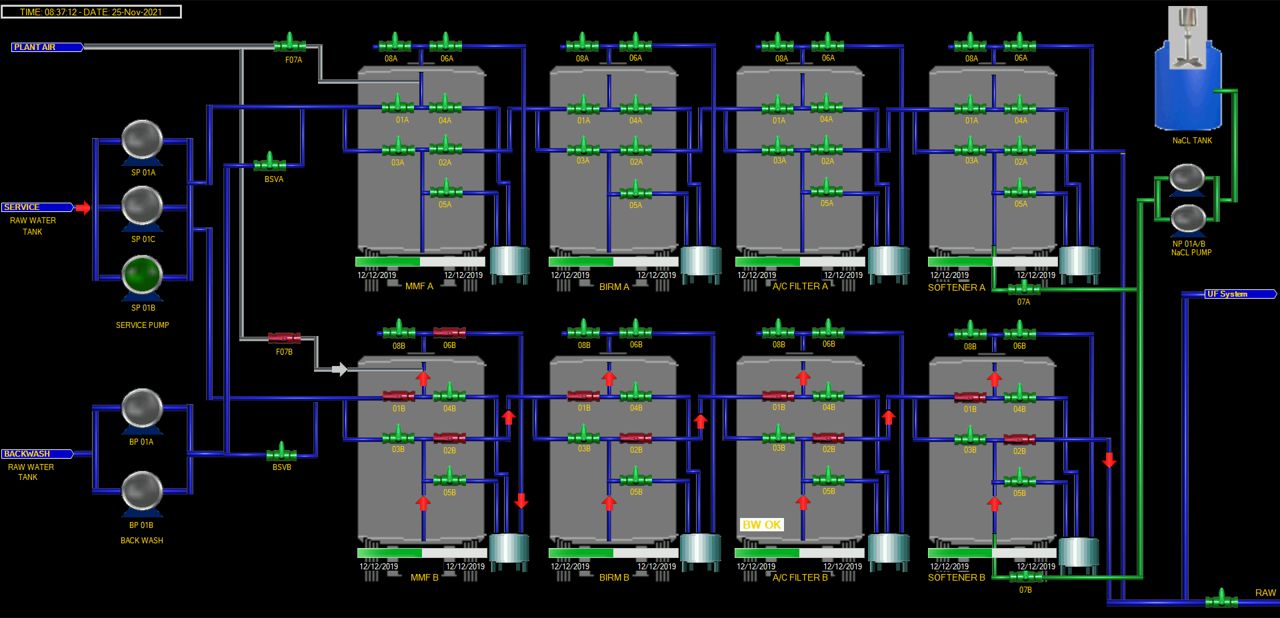 TIME: 08:37:12 - DATE: 25-Nov-2021
PLANT AIR
F07A
08A
06A
08A
06A
08A
06A
08A
06A
01A
04A
01A
04A
01A
04A
01A
04A
NaCL TANK
03A
02A
03A
02A
03A
02A
03A
02A
SP 01A
BSVA
05A
05A
05A
05A
SERVICE
RAW WATER
TANK
SP 01C
NP 01A/B
NaCL PUMP
12/12/2019
12/12/2019
12/12/2019
12/12/2019
12/12/2019
12/12/2019
12/12/2019
12/12/2019
MMF A
BIRM A
A/C FILTER A
SOFTENER A
07A
UF System
SP 01B
SERVICE PUMP
F07B
08B
06B
08B
06B
08B
06B
08B
06B
01B
04B
01B
04B
01B
04B
01B
04B
BP 01A
03B
02B
03B
02B
03B
02B
03B
02B
BACKWASH
RAW WATER
TANK
BSVB
05B
05B
05B
05B
BP 01B
BACK WASH
BW OK
12/12/2019
12/12/2019
12/12/2019
12/12/2019
12/12/2019
12/12/2019
12/12/2019
12/12/2019
MMF B
BIRM B
A/C FILTER B
SOFTENER B
07B
RAW